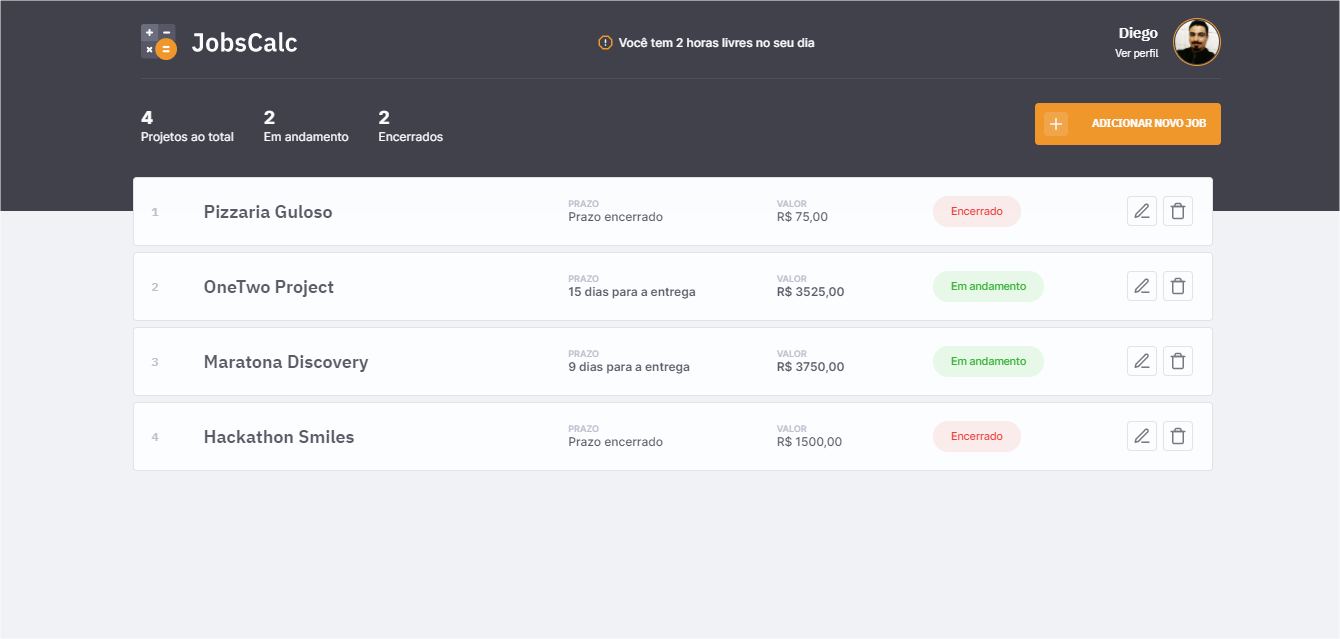 JobsCalc
Você tem 2 horas livres no seu dia
Diego
Ver perfil
4
Projetos ao total
2
Em andamento
2
Encerrados
ADICIONAR NOVO JOB
1
Pizzaria Guloso
PRAZO
Prazo encerrado
VALOR
R$ 75,00
Encerrado
2
OneTwo Project
PRAZO
15 dias para a entrega
VALOR
R$ 3525,00
Em andamento
3
Maratona Discovery
PRAZO
9 dias para a entrega
VALOR
R$ 3750,00
Em andamento
4
Hackathon Smiles
PRAZO
Prazo encerrado
VALOR
R$ 1500,00
Encerrado